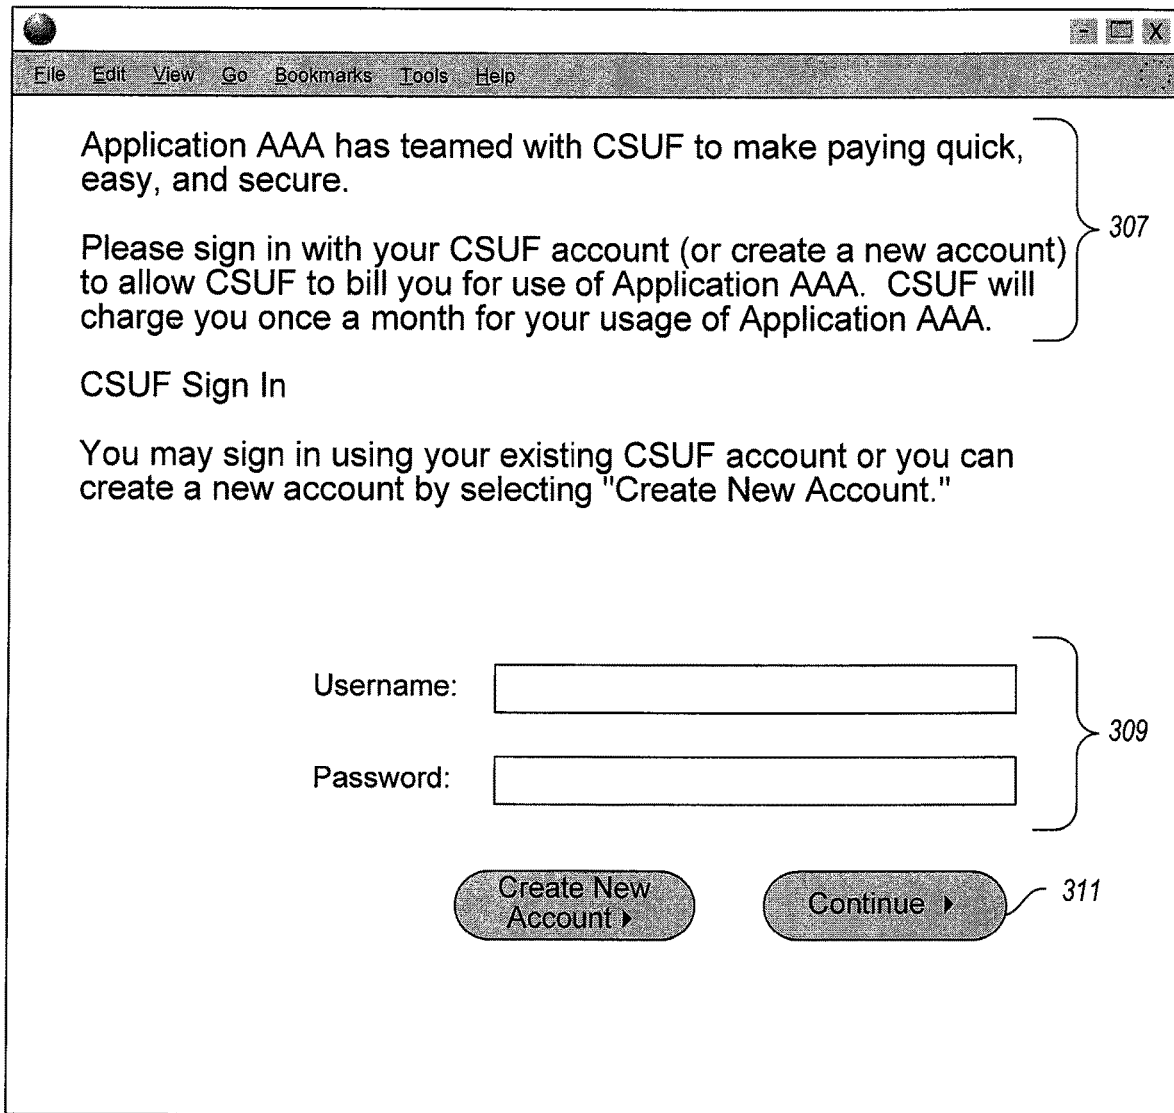 - X
File Edit View Go Bookmarks Tools Help
Application AAA has teamed with CSUF to make paying quick,
easy, and secure.
307
Please sign in with your CSUF account (or create a new account)
to allow CSUF to bill you for use of Application AAA. CSUF will
charge you once a month for your usage of Application AAA.
CSUF Sign In
You may sign in using your existing CSUF account or you can
create a new account by selecting "Create New Account."
Username:
309
Password:
Create New
Account
Continue
311